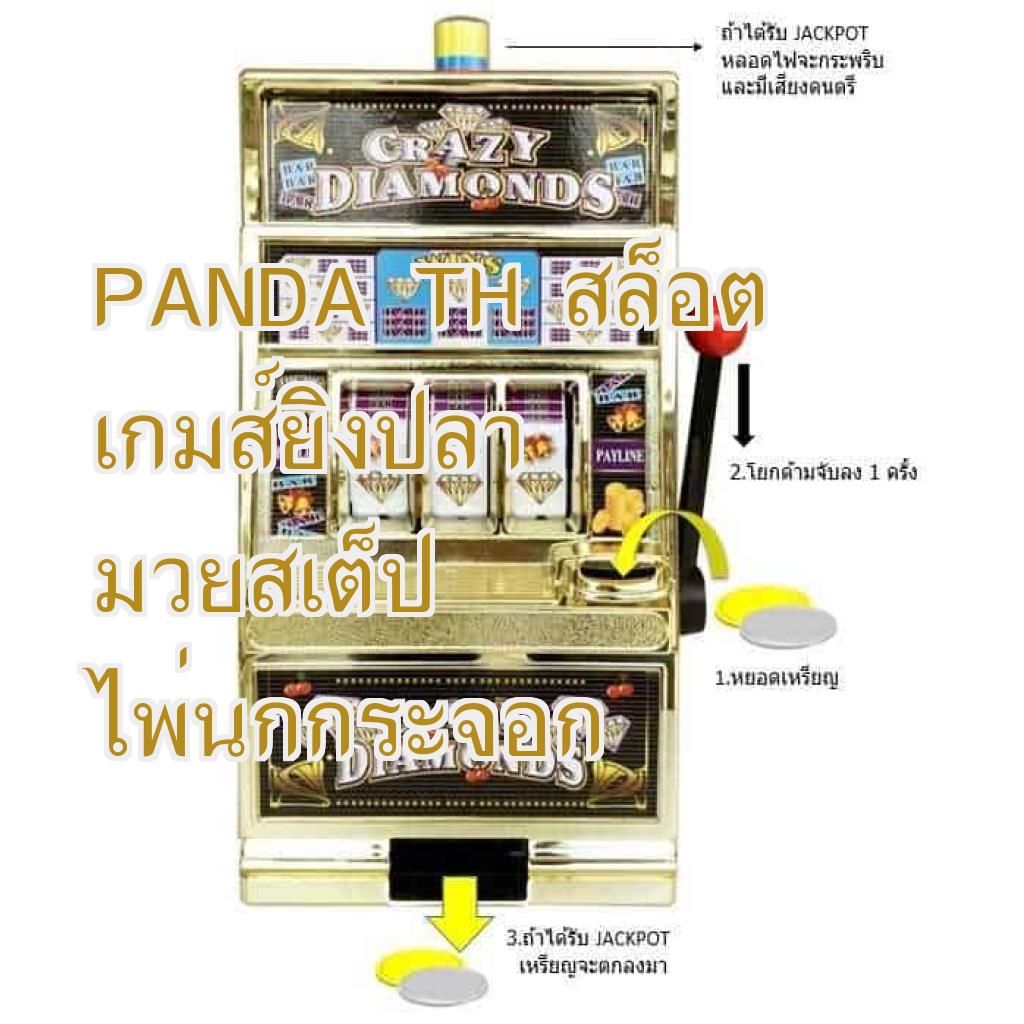 ถ้าได้รับ JACKPOT
หลอดไฟจะกระพริบ
และมีเสียงดนตรี
CRAZY
DIAMONDS
BAR
BAR
BAR
BAR
WINS
PANDA TH สล็อต
เกมส์ยิงปลา
BAR
PAYLINE
2.โยกด้ามจับลง 1 ครั้ง
มวยสเต็ป
1.หยอดเหรียญ
ไพ่นกกระจอก
DIAMONDS
3.ถ้าได้รับ JACKPOT
เหรียญจะตกลงมา